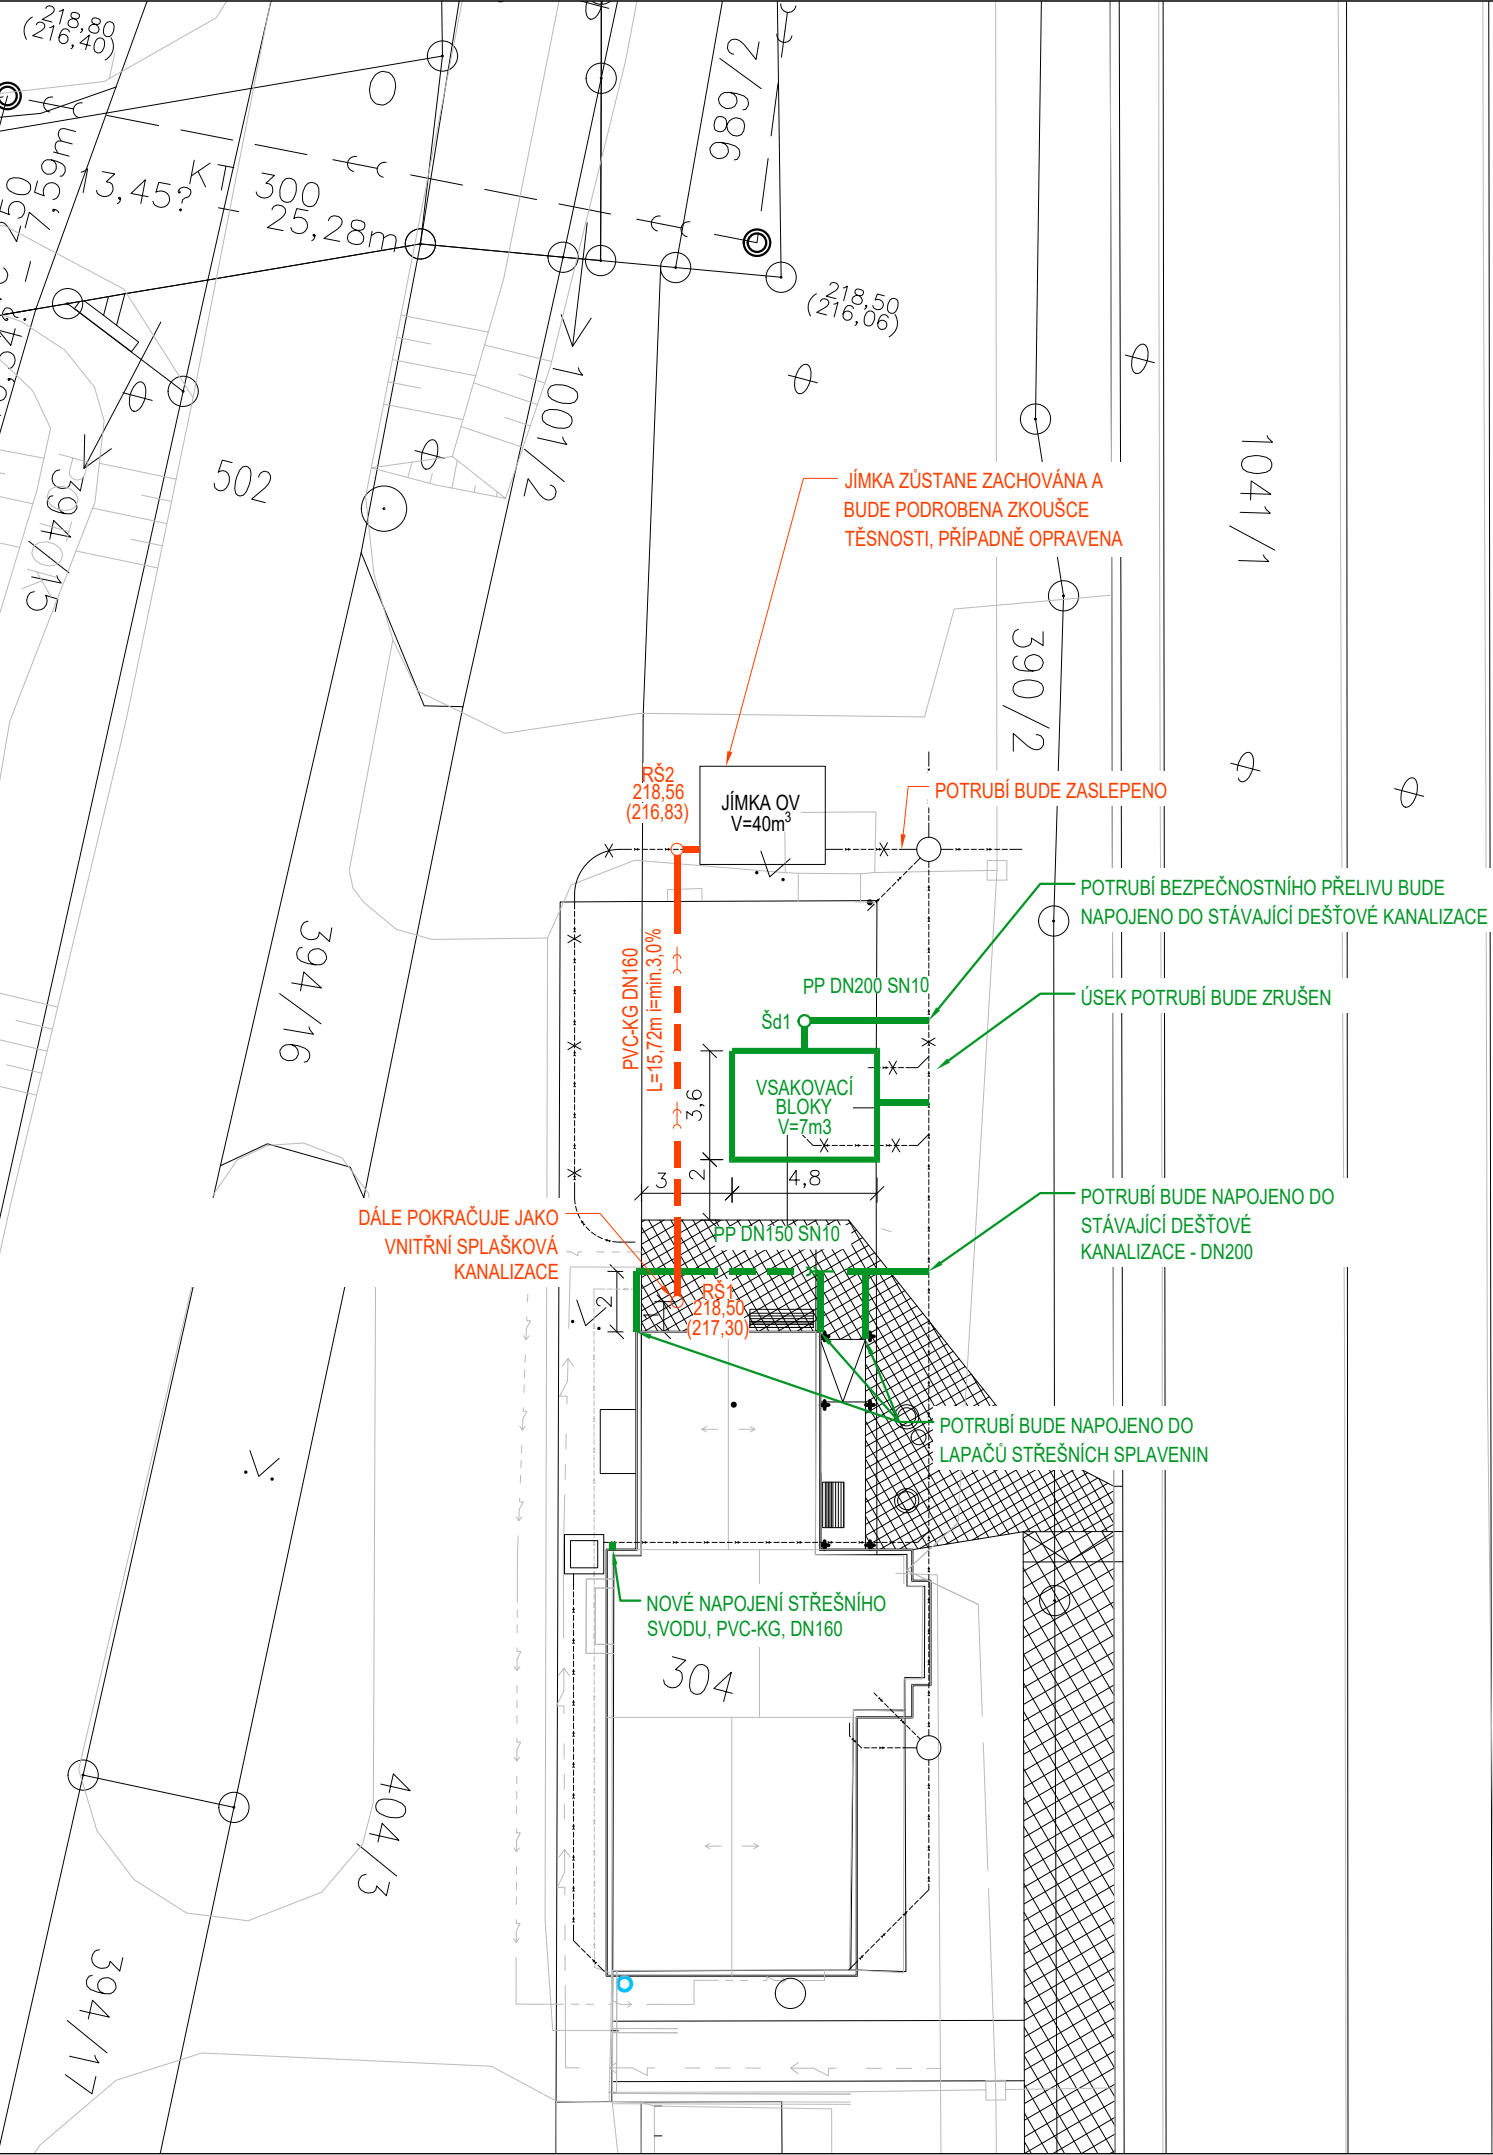 218,80
(216,40)
989/2
250
7,59m
13,45?
KT 300
25,28m
218,50
(216,06)
1001/2
502
394/15
1041/1
JÍMKA ZŮSTANE ZACHOVÁNA A
BUDE PODROBENA ZKOUŠCE
TĚSNOSTI, PŘÍPADNĚ OPRAVENA
390/2
RŠ2
218,56
(216,83)
JÍMKA OV
V=40m³
POTRUBÍ BUDE ZASLEPENO
POTRUBÍ BEZPEČNOSTNÍHO PŘELIVU BUDE
NAPOJENO DO STÁVAJÍCÍ DEŠŤOVÉ KANALIZACE
394/16
PVC-KG DN160
L=15,72m i=min.3,0%
PP DN200 SN10
ÚSEK POTRUBÍ BUDE ZRUŠEN
Šd1
VSAKOVACÍ
BLOKY
V=7m3
3,6
3
2
4,8
DÁLE POKRAČUJE JAKO
VNITŘNÍ SPLAŠKOVÁ
KANALIZACE
PP DN150 SN10
POTRUBÍ BUDE NAPOJENO DO
STÁVAJÍCÍ DEŠŤOVÉ
KANALIZACE - DN200
2
RŠ1
218,50
(217,30)
POTRUBÍ BUDE NAPOJENO DO
LAPAČŮ STŘEŠNÍCH SPLAVENIN
NOVÉ NAPOJENÍ STŘEŠNÍHO
SVODU, PVC-KG, DN160
304
404/3
394/17